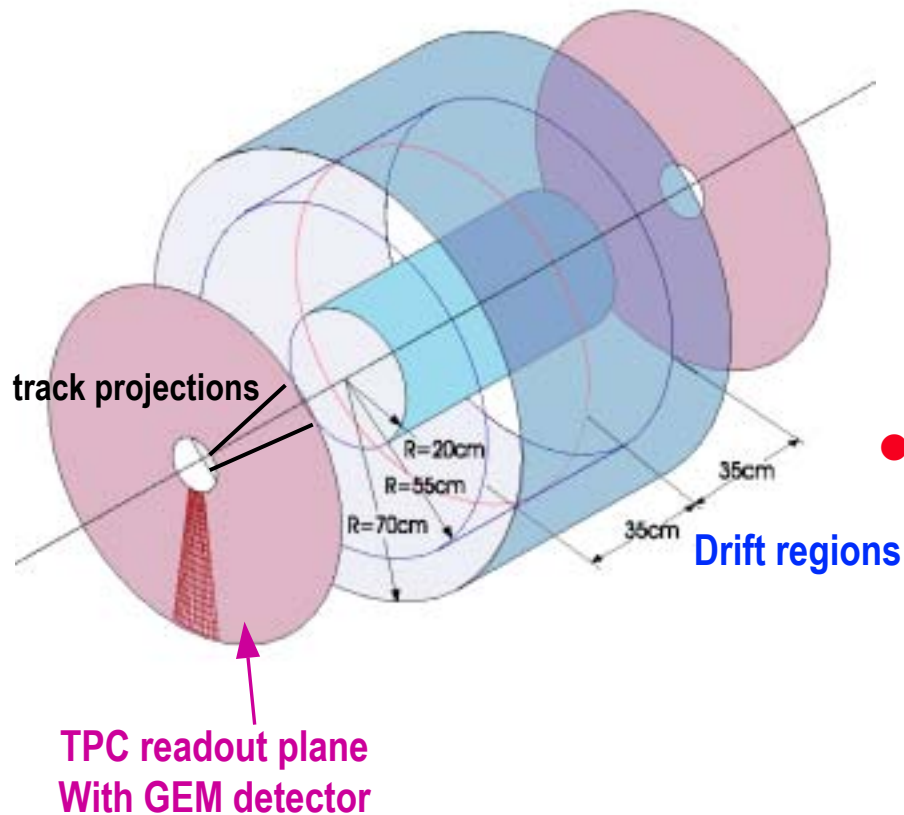 track projections
R=20cm
R=55cm
R=70cm
35cm
35cm
Drift regions
TPC readout plane
With GEM detector